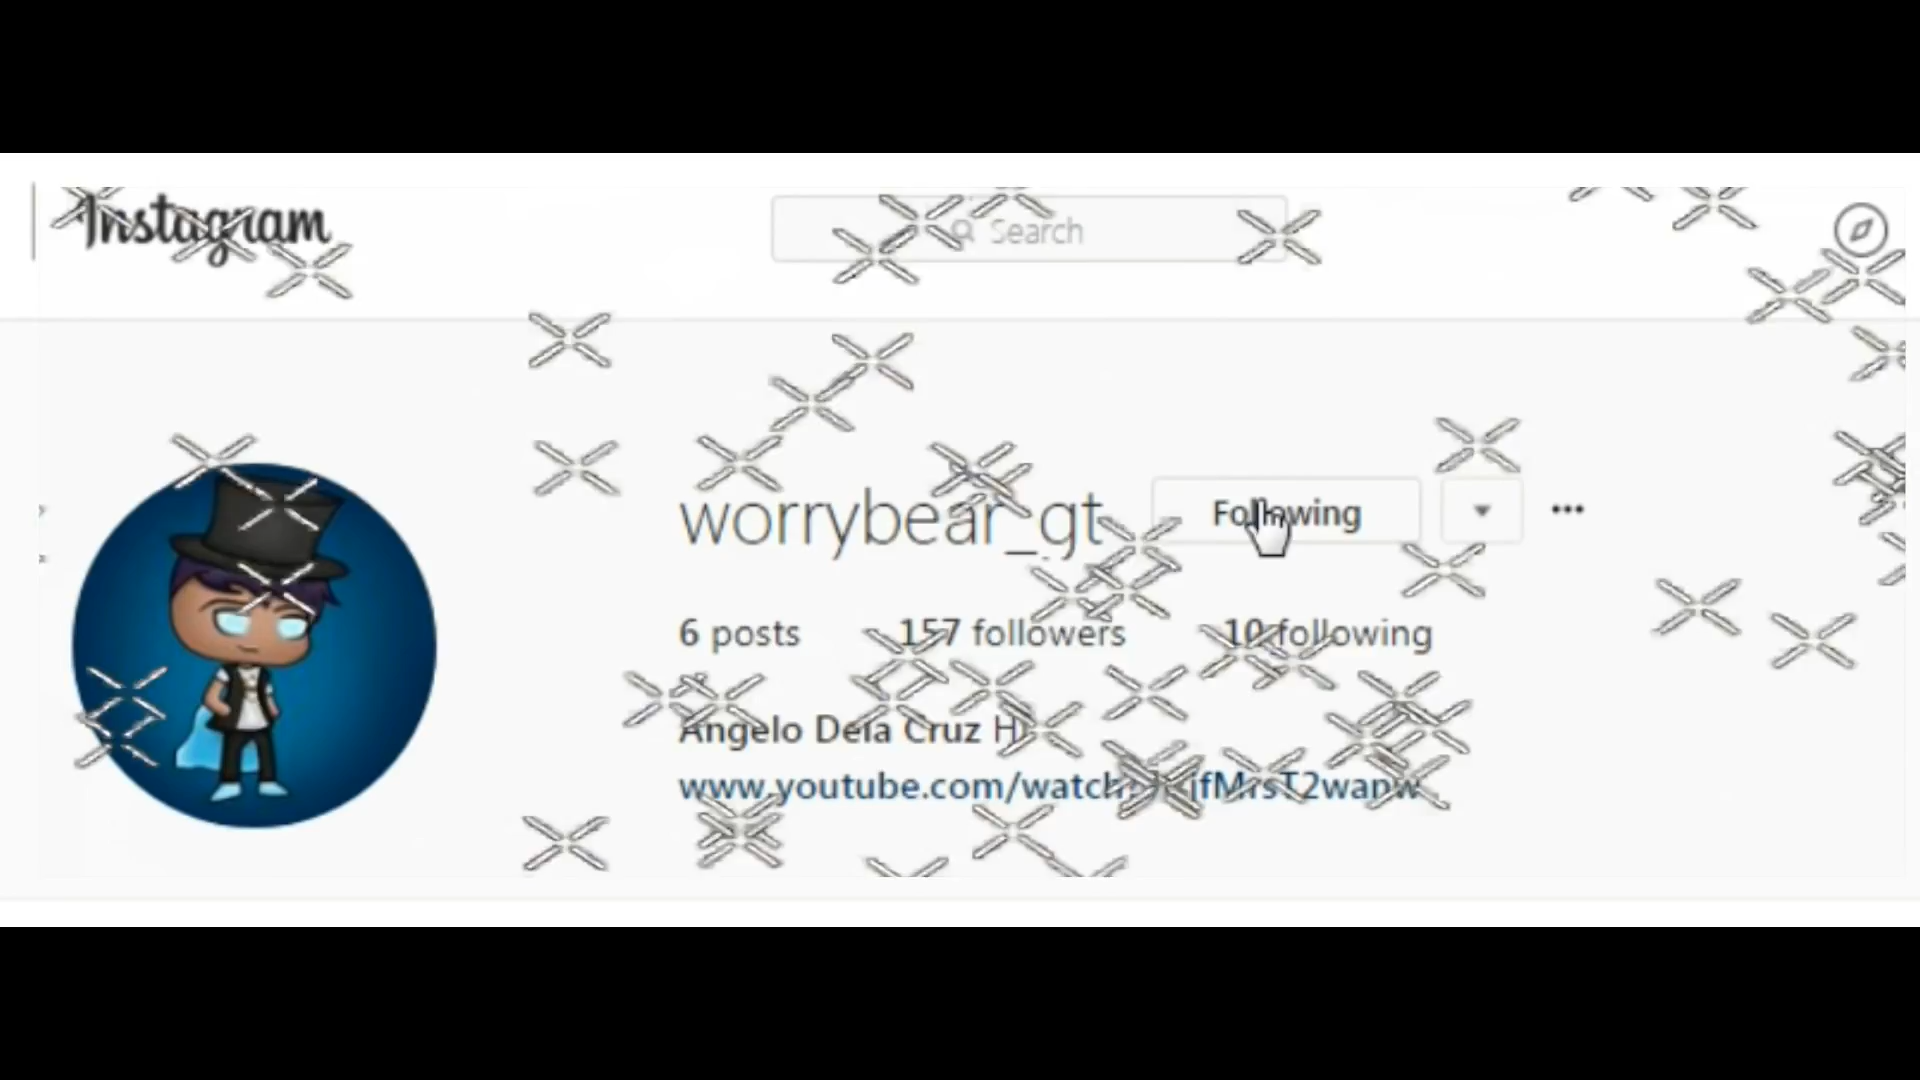 Instagram
Search
worrybear_gt
Following
6 posts
157 followers
10 following
Angelo Dela Cruz